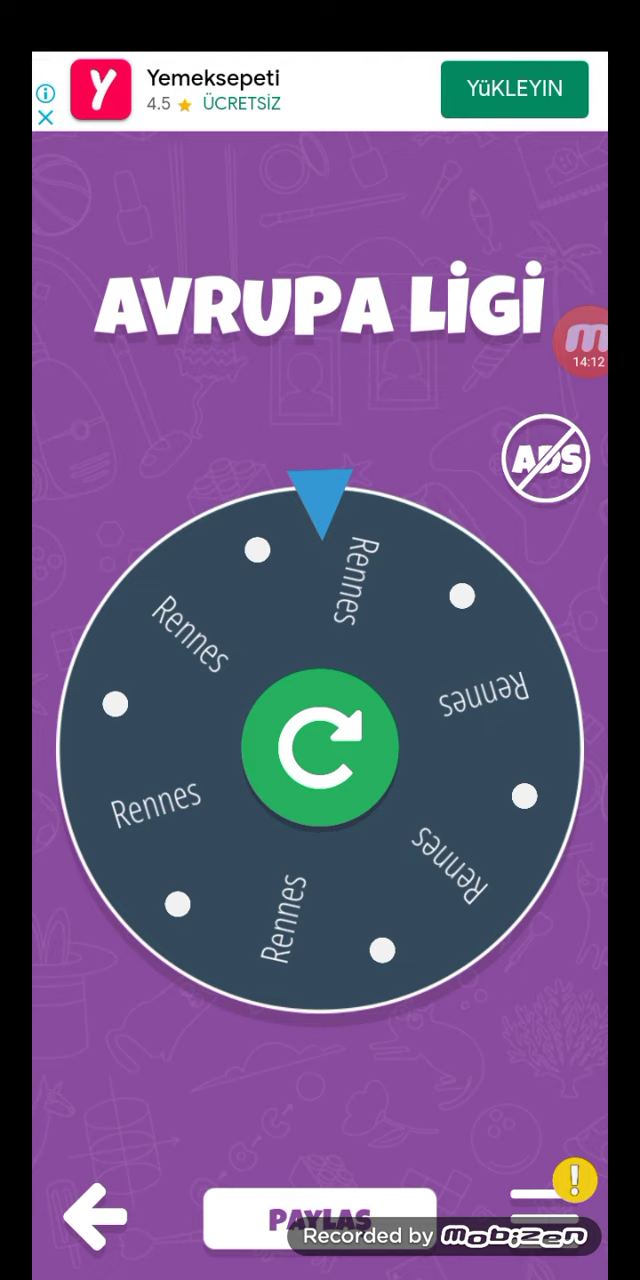 Yemeksepeti
4.5 ★ ÜCRETSİZ
YüKLEYIN
AVRUPA LİGİ
14:12
ADS
Rennes
Rennes
Rennes
Rennes
Rennes
Rennes
PAYLAS
Recorded by mobizen